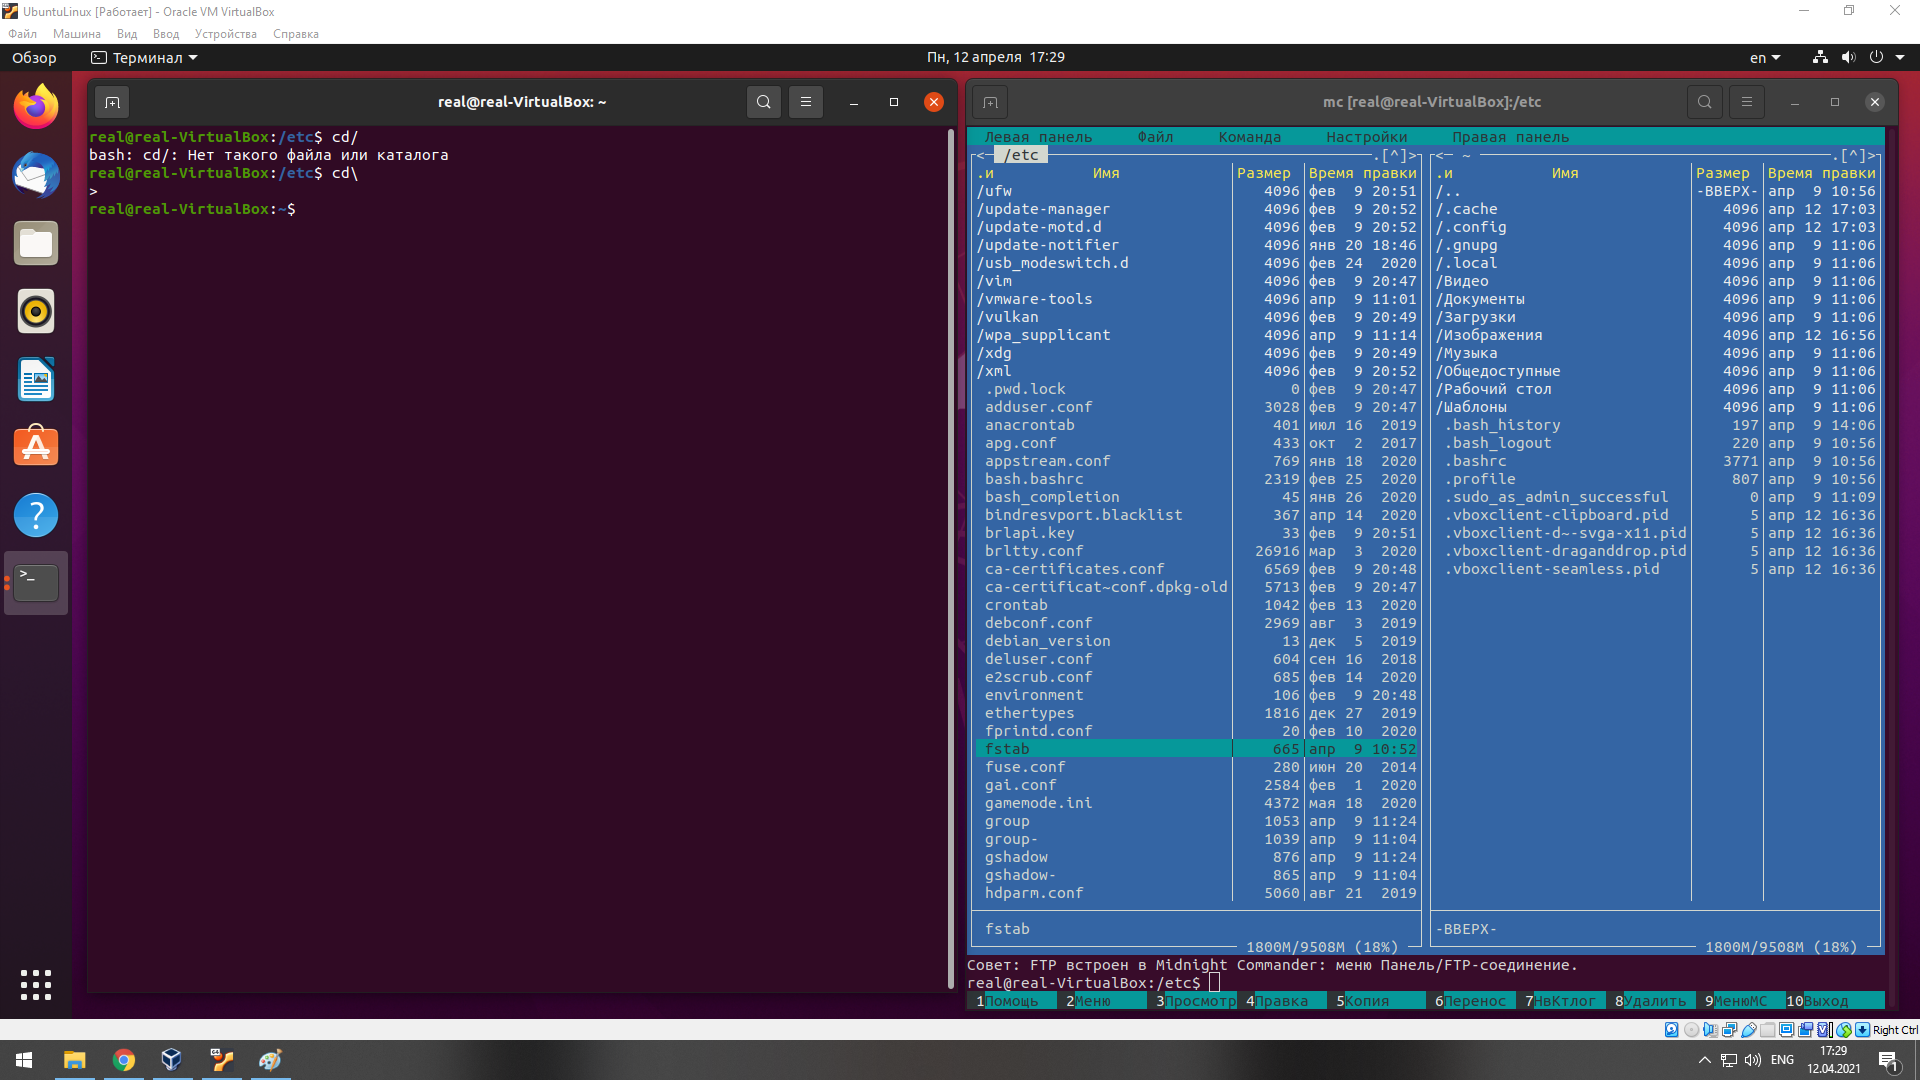 UbuntuLinux [Работает] - Oracle VM VirtualBox
Файл Машина Вид Ввод Устройства Справка
Обзор Терминал Пн, 12 апреля 17:29 en
real@real-VirtualBox: ~
real@real-VirtualBox:/etc$ cd/
bash: cd/: Нет такого файла или каталога
real@real-VirtualBox:/etc$ cd\
>
real@real-VirtualBox:~$
mc [real@real-VirtualBox]:/etc
Левая панель Файл Команда Настройки Правая панель
<─ /etc .[^]>
.и Имя Размер Время правки
/ufw 4096 фев 9 20:51
/update-manager 4096 фев 9 20:52
/update-motd.d 4096 фев 9 20:52
/update-notifier 4096 янв 20 18:46
/usb_modeswitch.d 4096 фев 24 2020
/vim 4096 фев 9 20:47
/vmware-tools 4096 апр 9 11:01
/vulkan 4096 фев 9 20:49
/wpa_supplicant 4096 апр 9 11:14
/xdg 4096 фев 9 20:49
/xml 4096 фев 9 20:52
.pwd.lock 0 фев 9 20:47
adduser.conf 3028 фев 9 20:47
anacrontab 401 июл 16 2019
apg.conf 433 окт 2 2017
appstream.conf 769 янв 18 2020
bash.bashrc 2319 фев 25 2020
bash_completion 45 янв 26 2020
bindresvport.blacklist 367 апр 14 2020
brlapi.key 33 фев 9 20:51
brltty.conf 26916 мар 3 2020
ca-certificates.conf 6569 фев 9 20:48
ca-certificat~conf.dpkg-old 5713 фев 9 20:47
crontab 1042 фев 13 2020
debconf.conf 2969 авг 3 2019
debian_version 13 дек 5 2019
deluser.conf 604 сен 16 2018
e2scrub.conf 685 фев 14 2020
environment 106 фев 9 20:48
ethertypes 1816 дек 27 2019
fprintd.conf 20 фев 10 2020
fstab 665 апр 9 10:52
fuse.conf 280 июн 20 2014
gai.conf 2584 фев 1 2020
gamemode.ini 4372 мая 18 2020
group 1053 апр 9 11:24
group- 1039 апр 9 11:04
gshadow 876 апр 9 11:24
gshadow- 865 апр 9 11:04
hdparm.conf 5060 авг 21 2019
fstab
1800M/9508M (18%)
<─ ~ .[^]>
.и Имя Размер Время правки
/.. -ВВЕРХ- апр 9 10:56
/.cache 4096 апр 12 17:03
/.config 4096 апр 12 17:03
/.gnupg 4096 апр 9 11:06
/.local 4096 апр 9 11:06
/Видео 4096 апр 9 11:06
/Документы 4096 апр 9 11:06
/Загрузки 4096 апр 9 11:06
/Изображения 4096 апр 12 16:56
/Музыка 4096 апр 9 11:06
/Общедоступные 4096 апр 9 11:06
/Рабочий стол 4096 апр 9 11:06
/Шаблоны 4096 апр 9 11:06
.bash_history 197 апр 9 14:06
.bash_logout 220 апр 9 10:56
.bashrc 3771 апр 9 10:56
.profile 807 апр 9 10:56
.sudo_as_admin_successful 0 апр 9 11:09
.vboxclient-clipboard.pid 5 апр 12 16:36
.vboxclient-d~-svga-x11.pid 5 апр 12 16:36
.vboxclient-draganddrop.pid 5 апр 12 16:36
.vboxclient-seamless.pid 5 апр 12 16:36
-ВВЕРХ-
1800M/9508M (18%)
Совет: FTP встроен в Midnight Commander: меню Панель/FTP-соединение.
real@real-VirtualBox:/etc$
1Помощь 2Меню 3Просмотр 4Правка 5Копия 6Перенос 7НвКтлог 8Удалить 9МенюМС 10Выход
Right Ctrl
ENG 17:29
12.04.2021
1